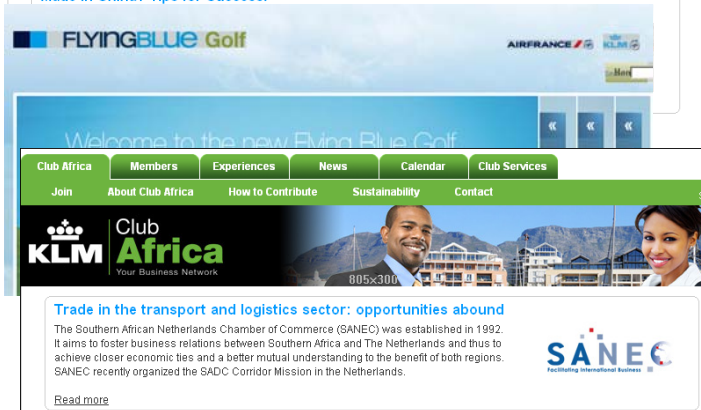 FLYINGBLUE Golf
AIRFRANCE KLM
Welcome to the new Flying Blue Golf
Club Africa Members Experiences News Calendar Club Services
Join About Club Africa How to Contribute Sustainability Contact
KLM Club Africa
Your Business Network
805×300
Trade in the transport and logistics sector: opportunities abound
The Southern African Netherlands Chamber of Commerce (SANEC) was established in 1992.
It aims to foster business relations between Southern Africa and The Netherlands and thus to
achieve closer economic ties and a better mutual understanding to the benefit of both regions.
SANEC recently organized the SADC Corridor Mission in the Netherlands.
SANEC
Facilitating International Business
Read more